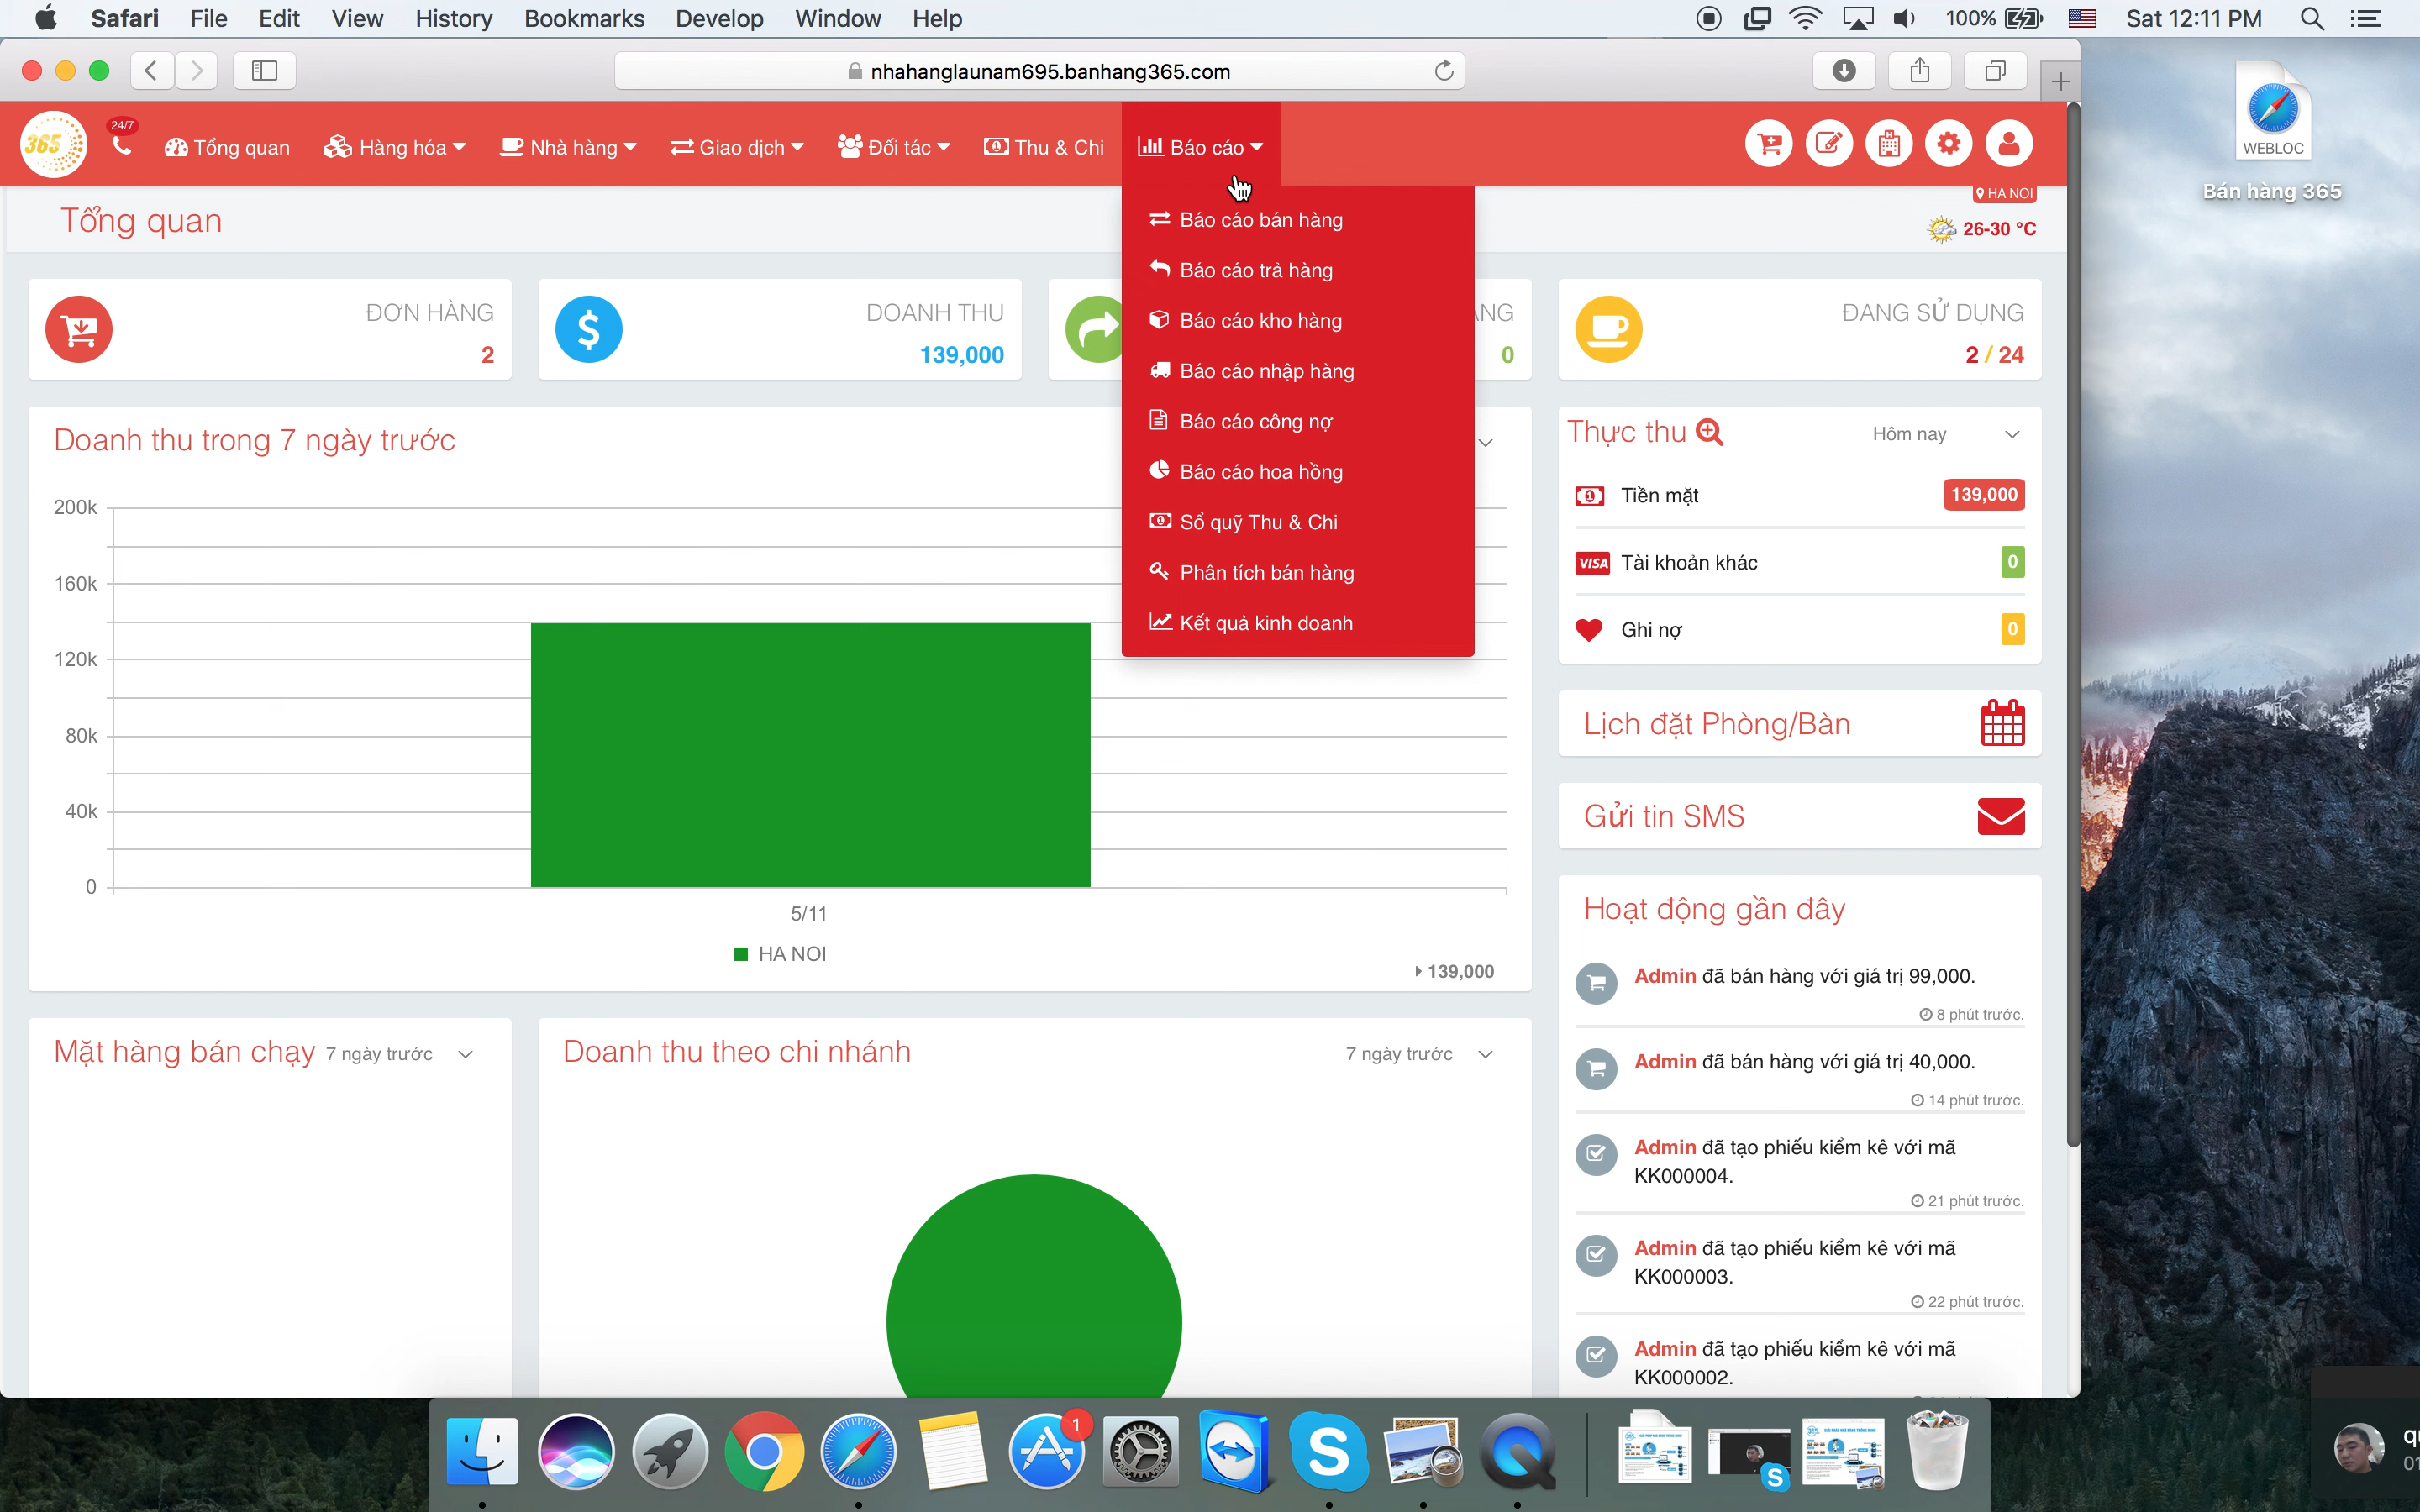 Safari File Edit View History Bookmarks Develop Window Help
100% Sat 12:11 PM
nhahanglaunam695.banhang365.com
WEBLOC
Bán hàng 365
365
24/7
Tổng quan Hàng hóa Nhà hàng Giao dịch Đối tác Thu & Chi Báo cáo
Tổng quan
HA NOI
26-30 °C
Báo cáo bán hàng
Báo cáo trả hàng
Báo cáo kho hàng
Báo cáo nhập hàng
Báo cáo công nợ
Báo cáo hoa hồng
Sổ quỹ Thu & Chi
Phân tích bán hàng
Kết quả kinh doanh
ĐƠN HÀNG
2
DOANH THU
139,000
0
ĐANG SỬ DỤNG
2 / 24
Doanh thu trong 7 ngày trước
200k
160k
120k
80k
40k
0
5/11
HA NOI
139,000
Thực thu
Hôm nay
Tiền mặt 139,000
VISA Tài khoản khác 0
Ghi nợ 0
Lịch đặt Phòng/Bàn
Gửi tin SMS
Hoạt động gần đây
Admin đã bán hàng với giá trị 99,000.
8 phút trước.
Admin đã bán hàng với giá trị 40,000.
14 phút trước.
Admin đã tạo phiếu kiểm kê với mã
KK000004.
21 phút trước.
Admin đã tạo phiếu kiểm kê với mã
KK000003.
22 phút trước.
Admin đã tạo phiếu kiểm kê với mã
KK000002.
Mặt hàng bán chạy 7 ngày trước
Doanh thu theo chi nhánh 7 ngày trước
1